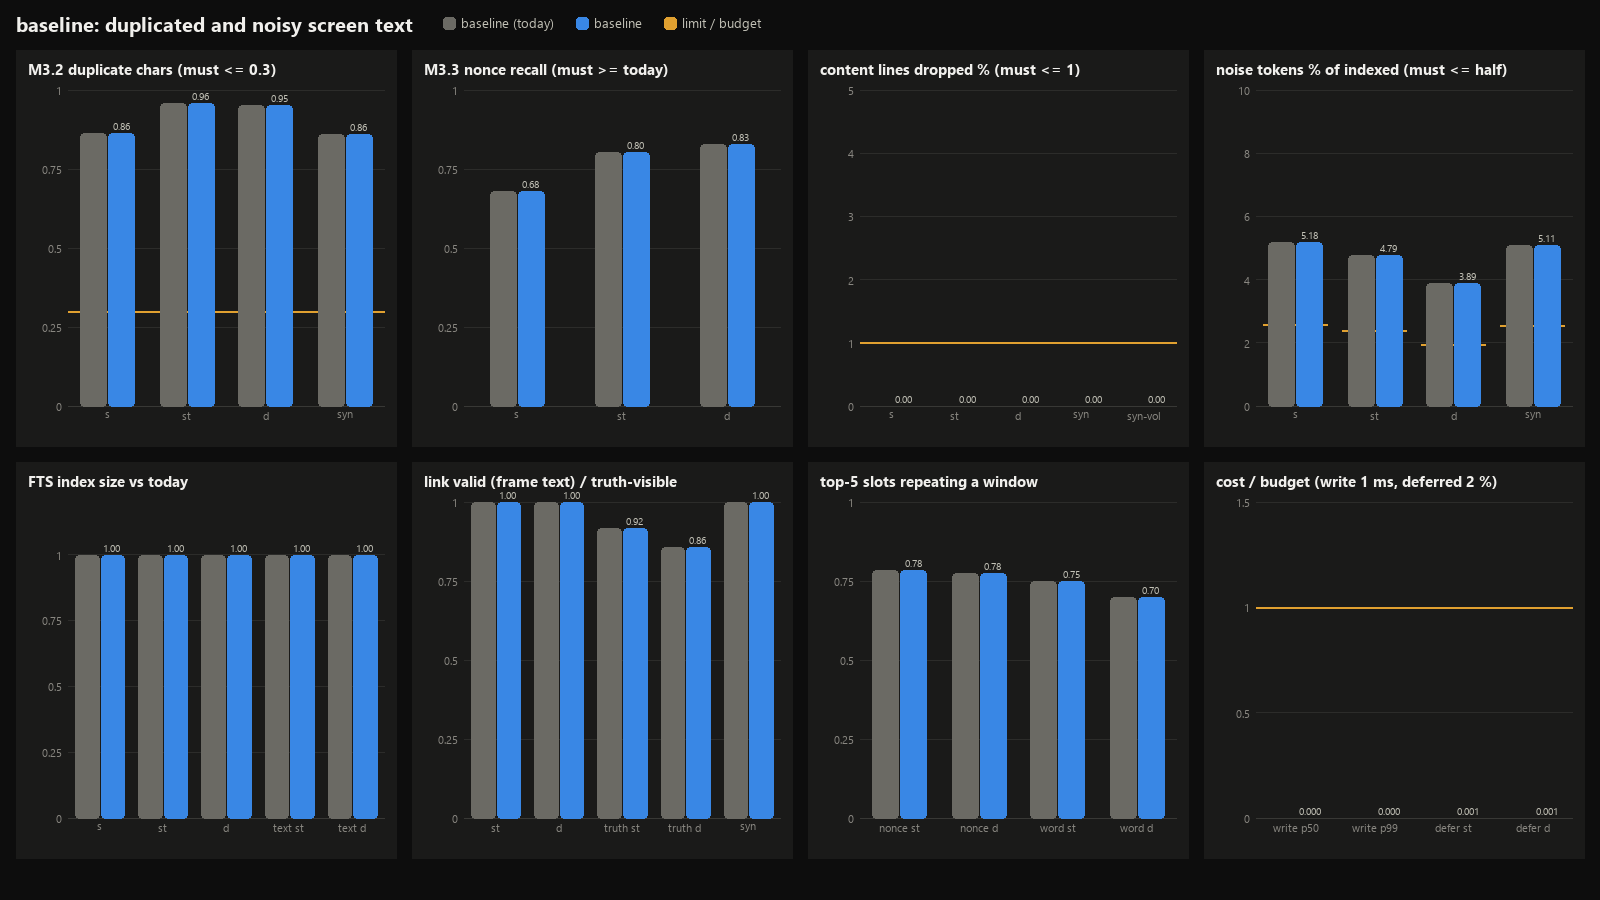 baseline: duplicated and noisy screen text
baseline (today)
baseline
limit / budget
M3.2 duplicate chars (must <= 0.3)
1
0.75
0.5
0.25
0
0.86
0.96
0.95
0.86
s
st
d
syn
M3.3 nonce recall (must >= today)
1
0.75
0.5
0.25
0
0.68
0.80
0.83
s
st
d
content lines dropped % (must <= 1)
5
4
3
2
1
0
0.00
0.00
0.00
0.00
0.00
s
st
d
syn
syn-vol
noise tokens % of indexed (must <= half)
10
8
6
4
2
0
5.18
4.79
3.89
5.11
s
st
d
syn
FTS index size vs today
1
0.75
0.5
0.25
0
1.00
1.00
1.00
1.00
1.00
s
st
d
text st
text d
link valid (frame text) / truth-visible
1
0.75
0.5
0.25
0
1.00
1.00
0.92
0.86
1.00
st
d
truth st
truth d
syn
top-5 slots repeating a window
1
0.75
0.5
0.25
0
0.78
0.78
0.75
0.70
nonce st
nonce d
word st
word d
cost / budget (write 1 ms, deferred 2 %)
1.5
1
0.5
0
0.000
0.000
0.001
0.001
write p50
write p99
defer st
defer d